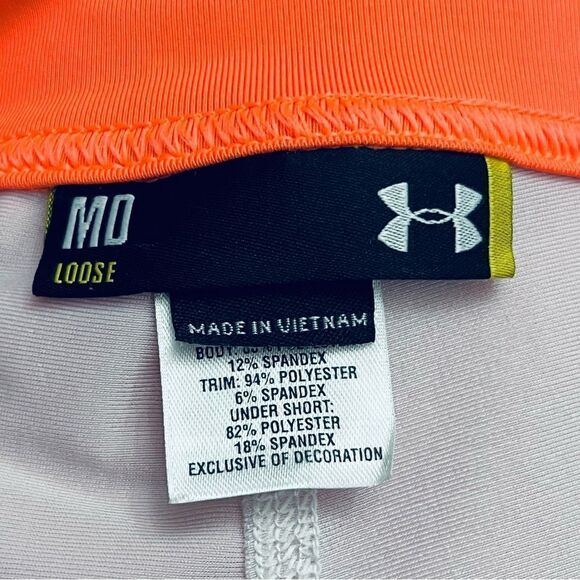 MD
LOOSE
MADE IN VIETNAM
BODY:
12% SPANDEX
TRIM: 94% POLYESTER
6% SPANDEX
UNDER SHORT:
82% POLYESTER
18% SPANDEX
EXCLUSIVE OF DECORATION